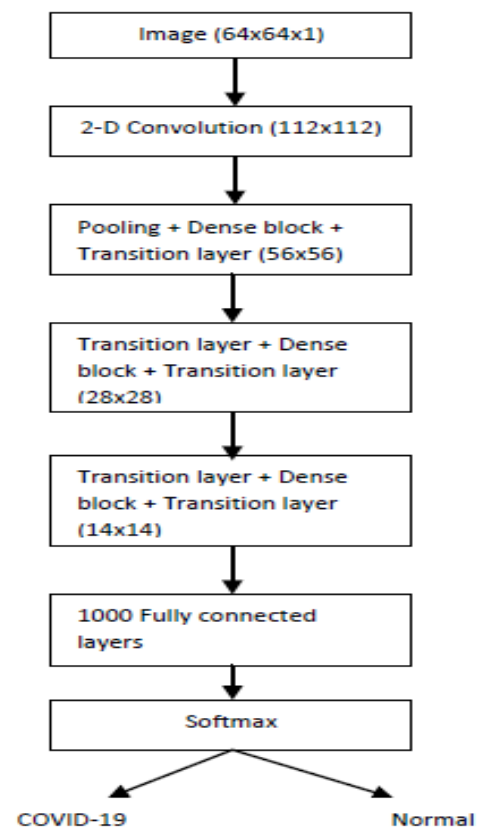 Image (64x64x1)
2-D Convolution (112x112)
Pooling + Dense block +
Transition layer (56x56)
Transition layer + Dense
block + Transition layer
(28x28)
Transition layer + Dense
block + Transition layer
(14x14)
1000 Fully connected
layers
Softmax
COVID-19
Normal